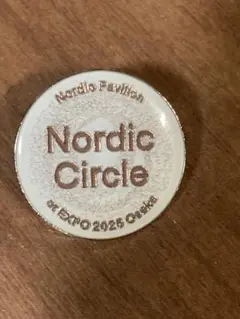 Nordic Pavilion
Nordic
Circle
at EXPO 2025 Osaka